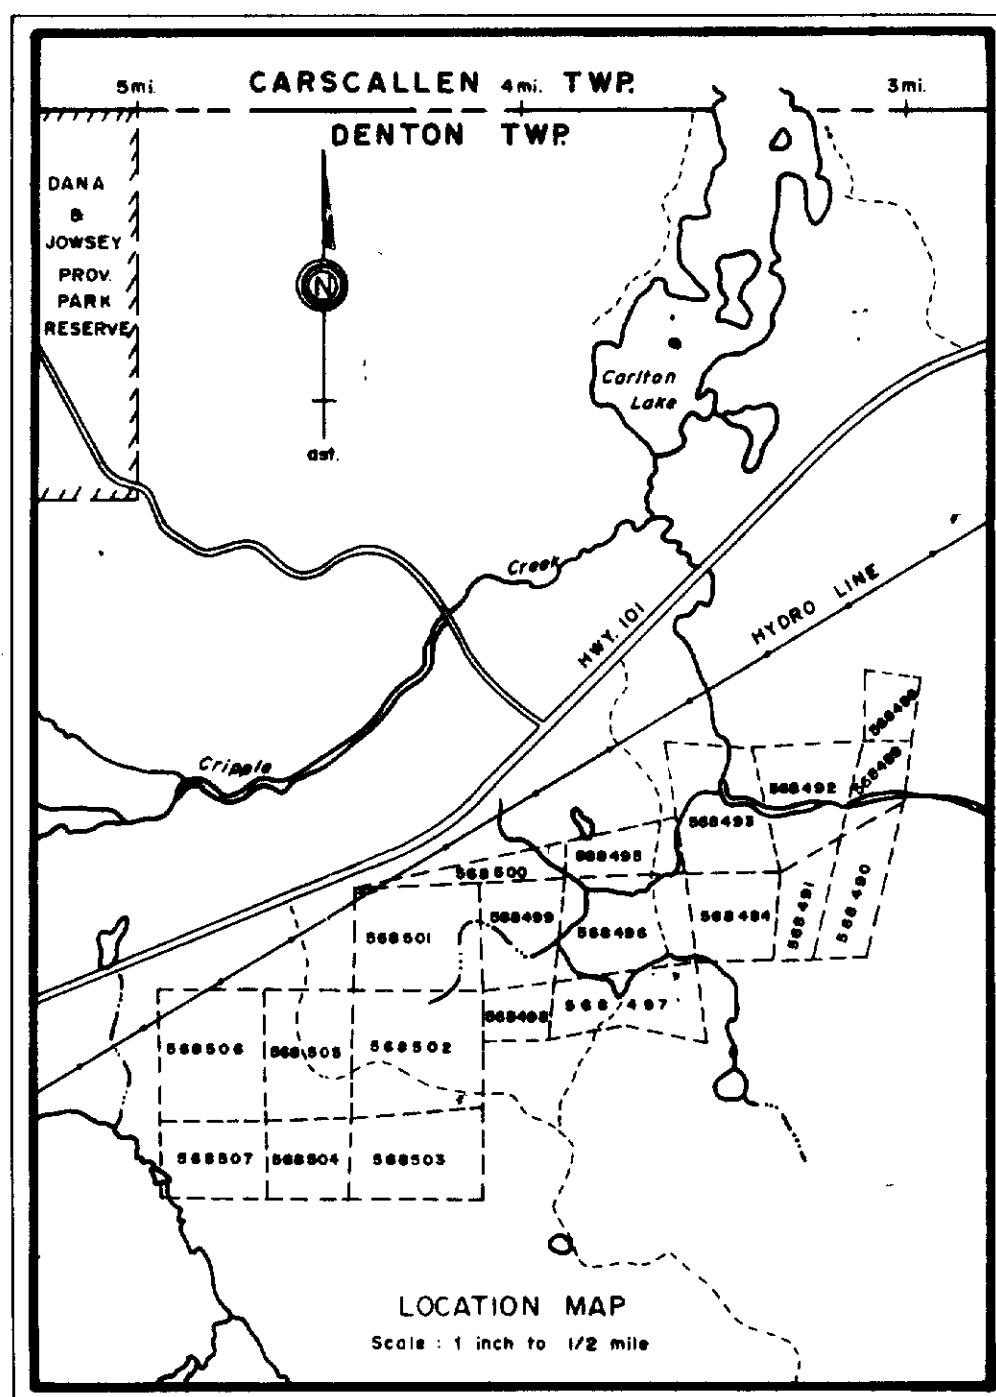 CARSCALLEN TWP.
5mi. 4mi. 3mi.
DENTON TWP.
DANA
&
JOWSEY
PROV.
PARK
RESERVE
N
Carlton
Lake
ast.
Creek
HWY. 101
HYDRO LINE
Cripple
568492
568493
568495
568500
568499
568496
568494
568491
568490
568501
568498
568497
568506
568505
568502
568507
568504
568503
LOCATION MAP
Scale : 1 inch to 1/2 mile